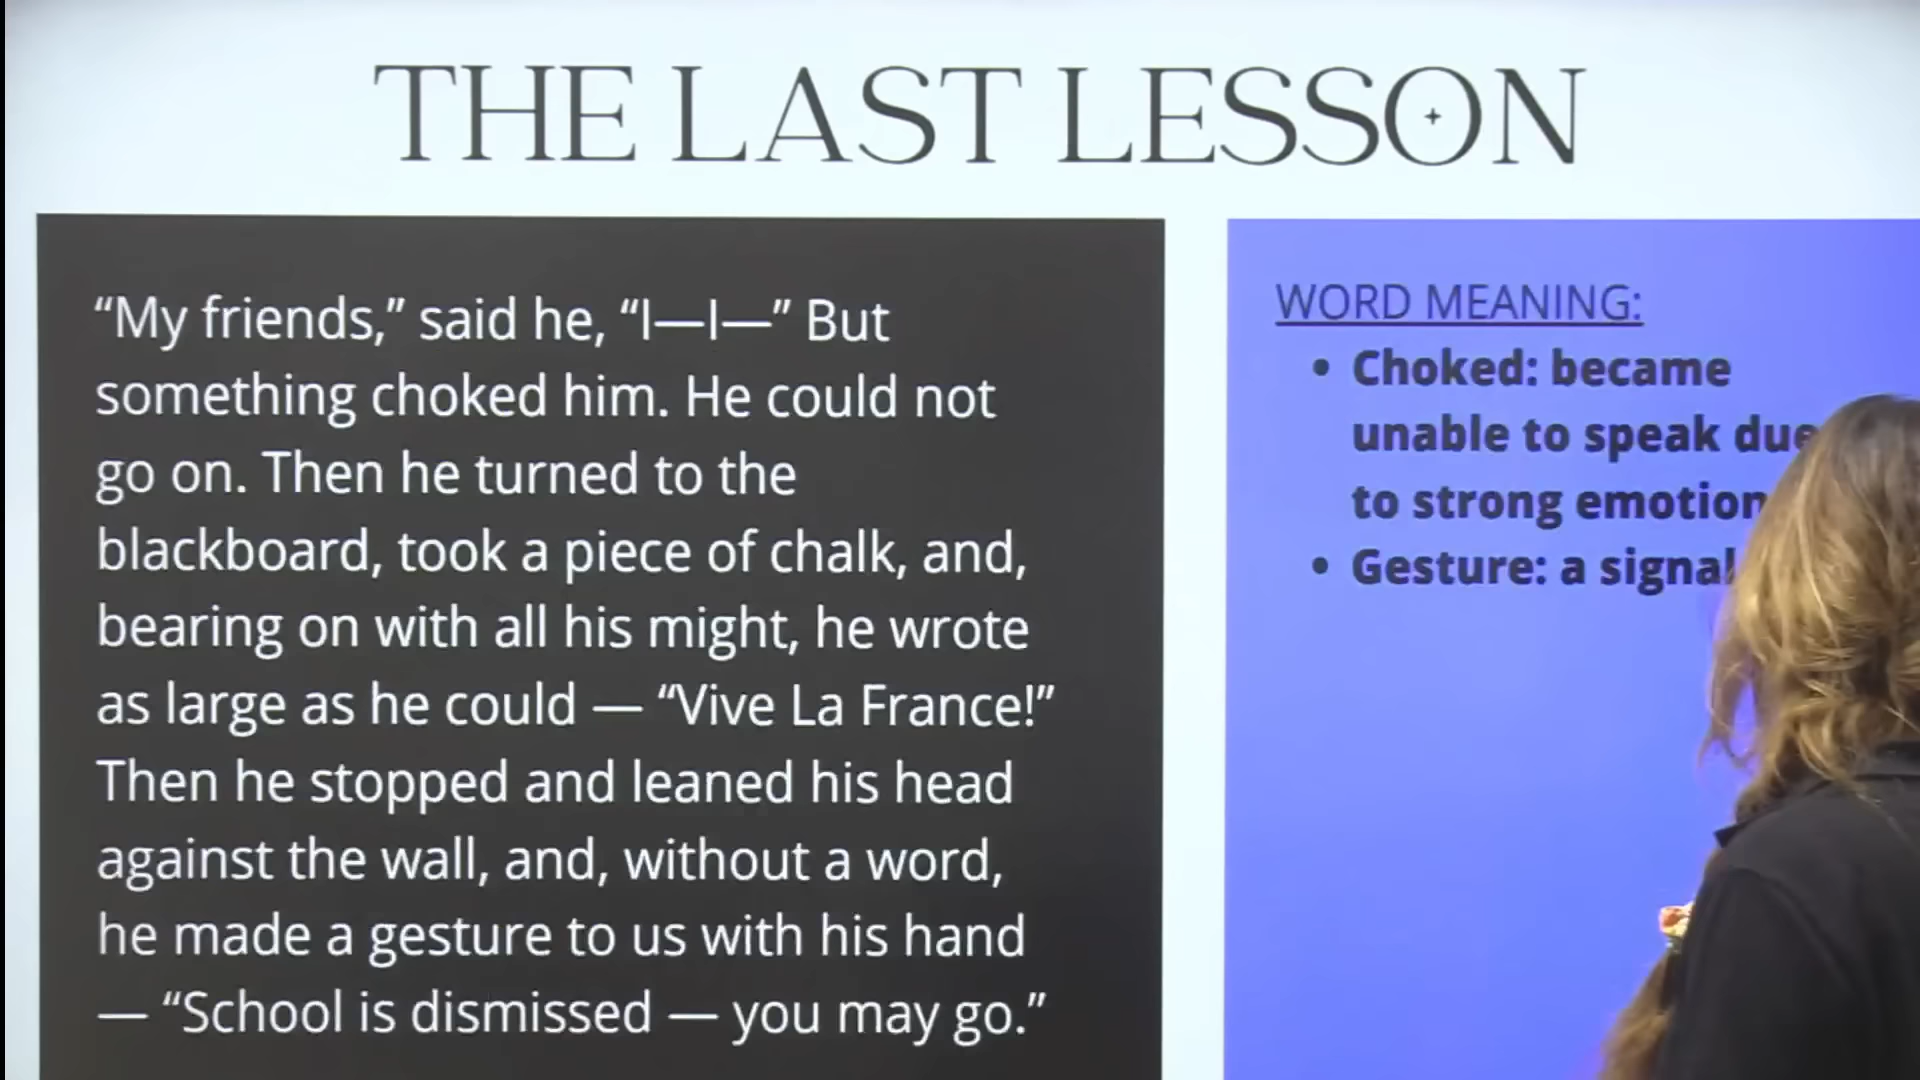 THE LAST LESSON
“My friends,” said he, “I—I—” But
something choked him. He could not
go on. Then he turned to the
blackboard, took a piece of chalk, and,
bearing on with all his might, he wrote
as large as he could — “Vive La France!”
Then he stopped and leaned his head
against the wall, and, without a word,
he made a gesture to us with his hand
— “School is dismissed — you may go.”
WORD MEANING:
• Choked: became
unable to speak due
to strong emotion
• Gesture: a signal